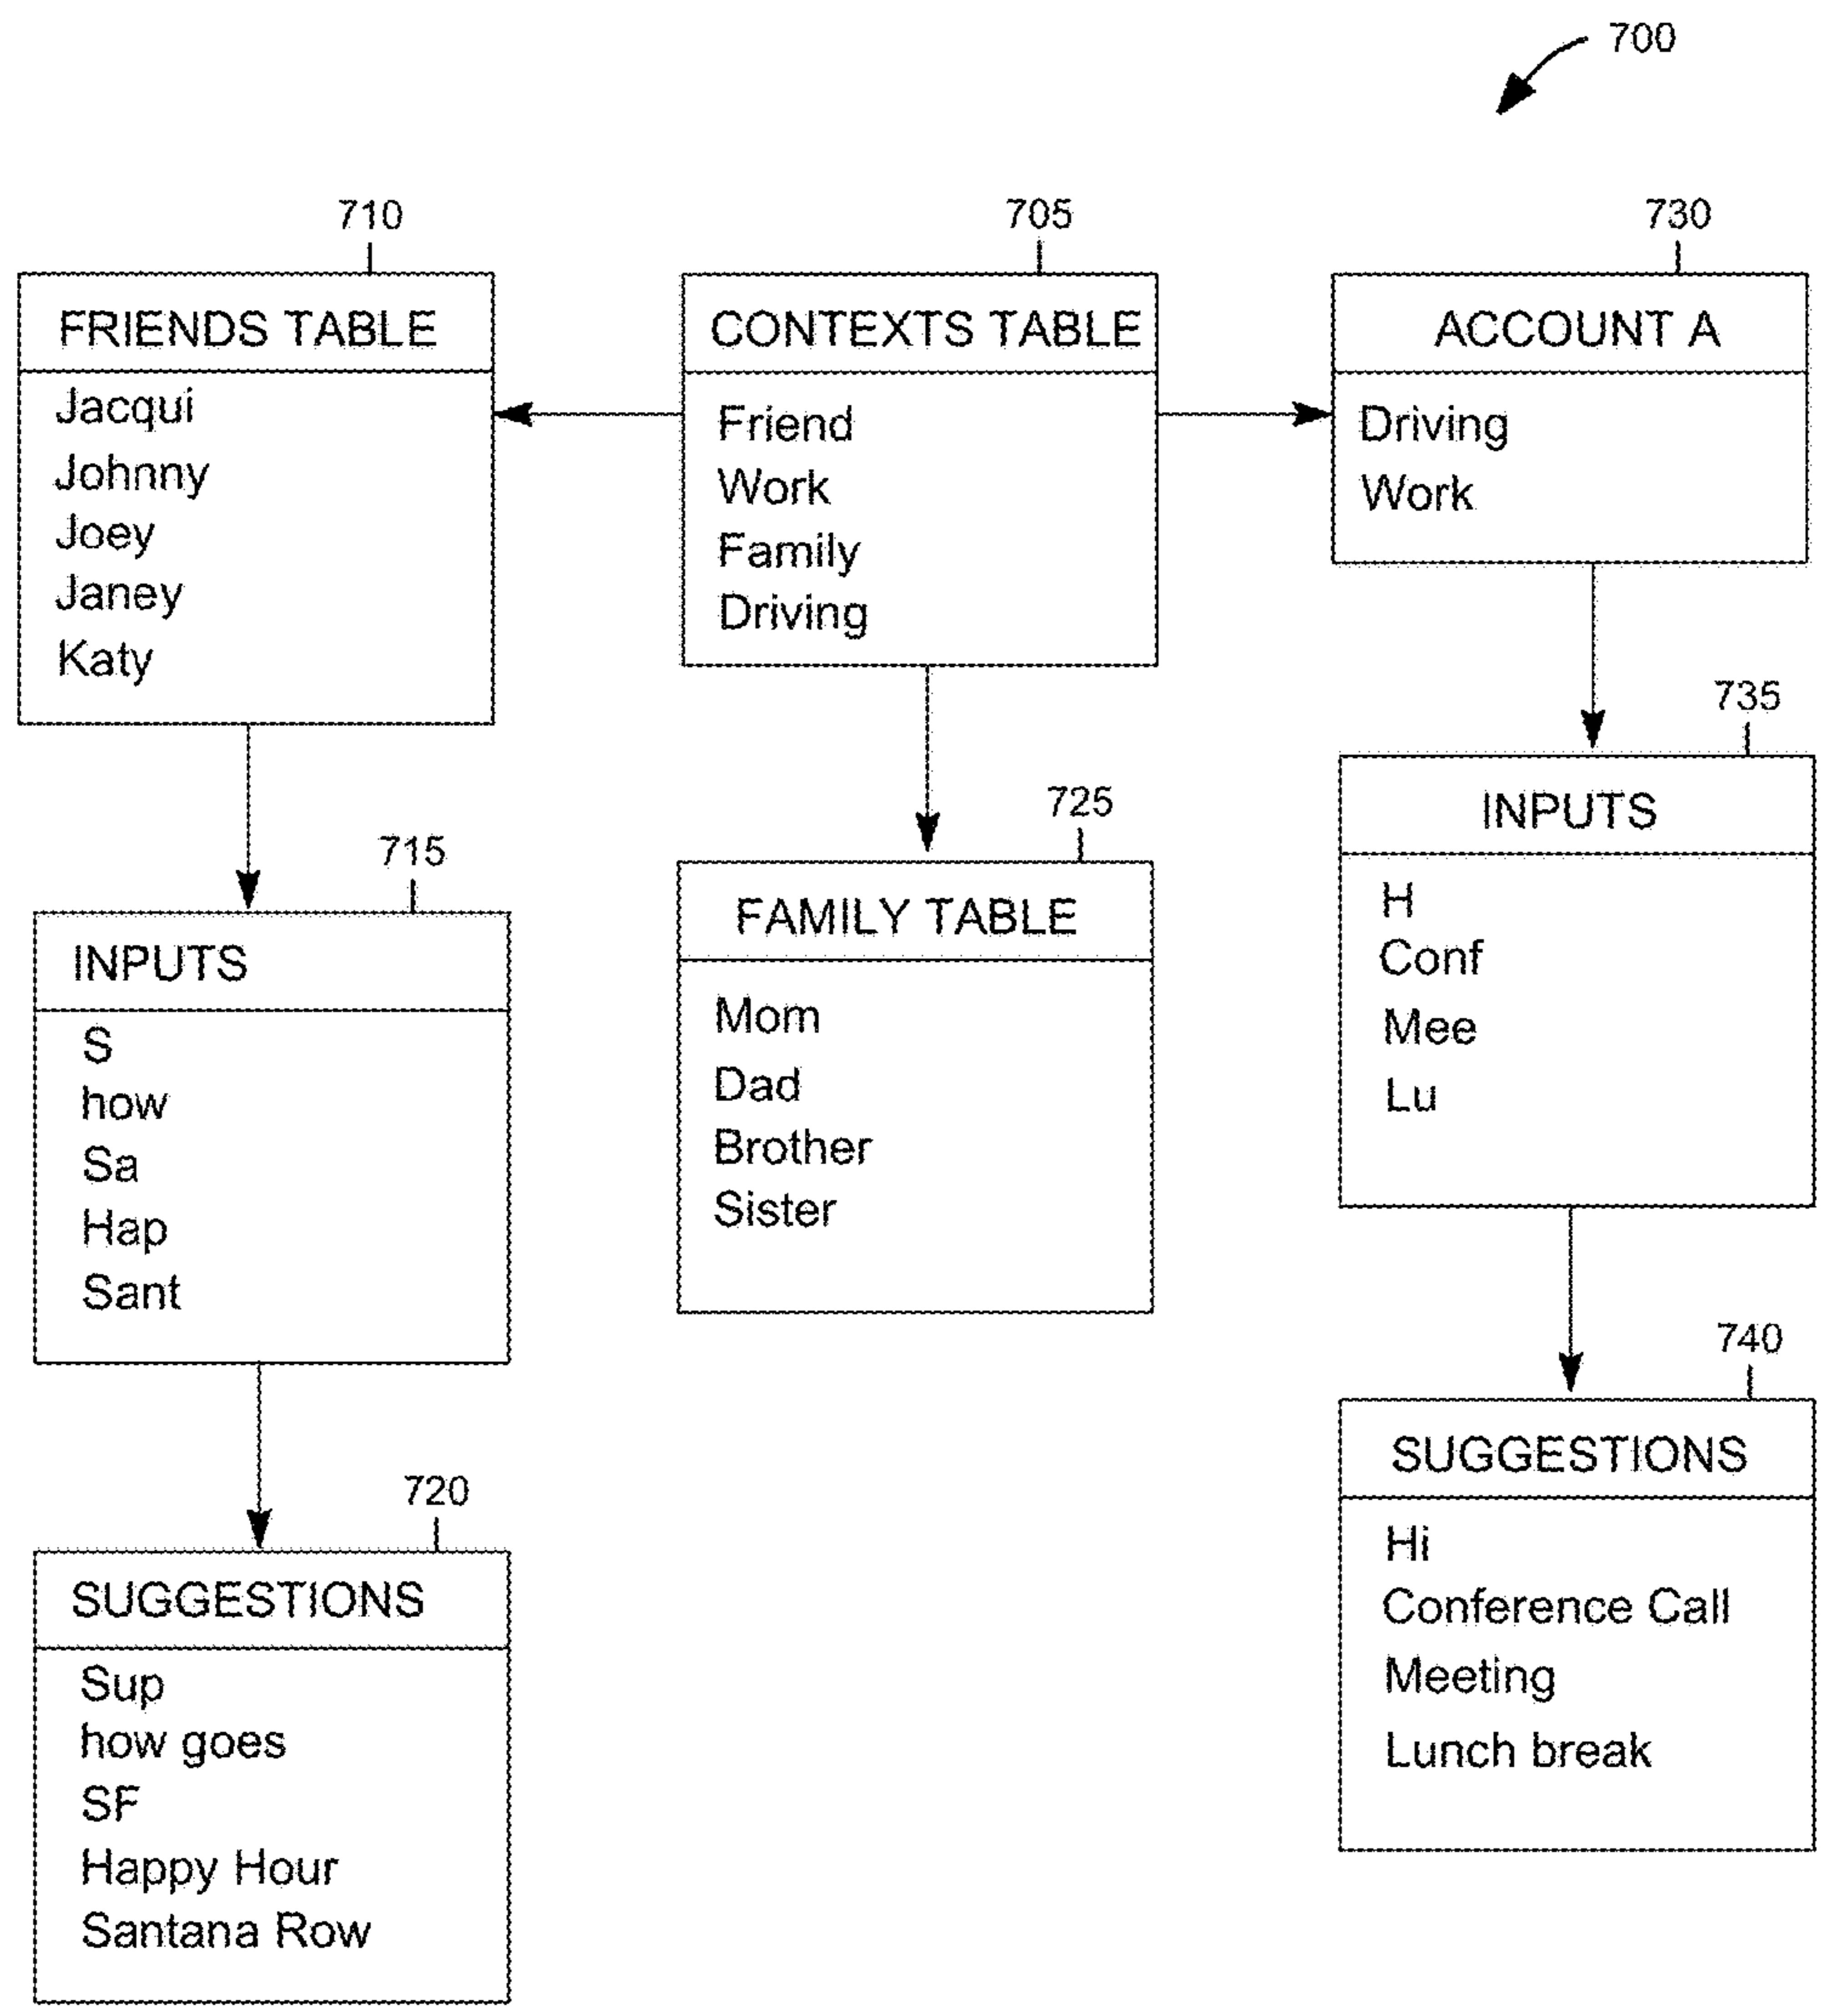 700
710
FRIENDS TABLE
Jacqui
Johnny
Joey
Janey
Katy
705
CONTEXTS TABLE
Friend
Work
Family
Driving
730
ACCOUNT A
Driving
Work
715
INPUTS
S
how
Sa
Hap
Sant
725
FAMILY TABLE
Mom
Dad
Brother
Sister
735
INPUTS
H
Conf
Mee
Lu
720
SUGGESTIONS
Sup
how goes
SF
Happy Hour
Santana Row
740
SUGGESTIONS
Hi
Conference Call
Meeting
Lunch break